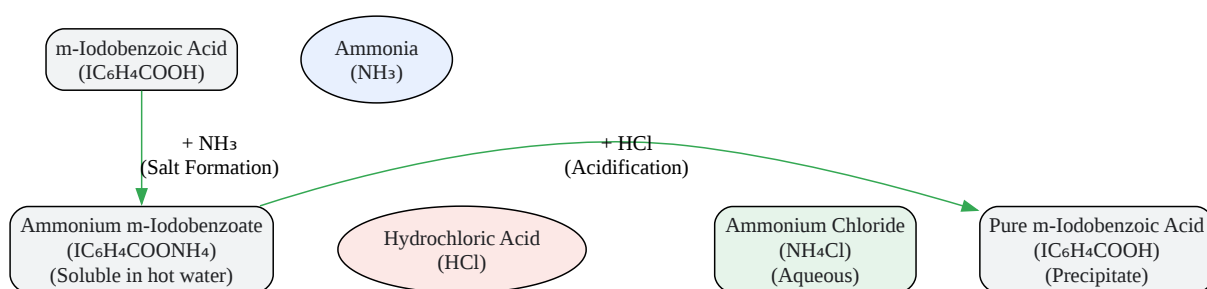 m-Iodobenzoic Acid
(IC₆H₄COOH)
Ammonia
(NH₃)
+ NH₃
(Salt Formation)
+ HCl
(Acidification)
Ammonium m-Iodobenzoate
(IC₆H₄COONH₄)
(Soluble in hot water)
Hydrochloric Acid
(HCl)
Ammonium Chloride
(NH₄Cl)
(Aqueous)
Pure m-Iodobenzoic Acid
(IC₆H₄COOH)
(Precipitate)